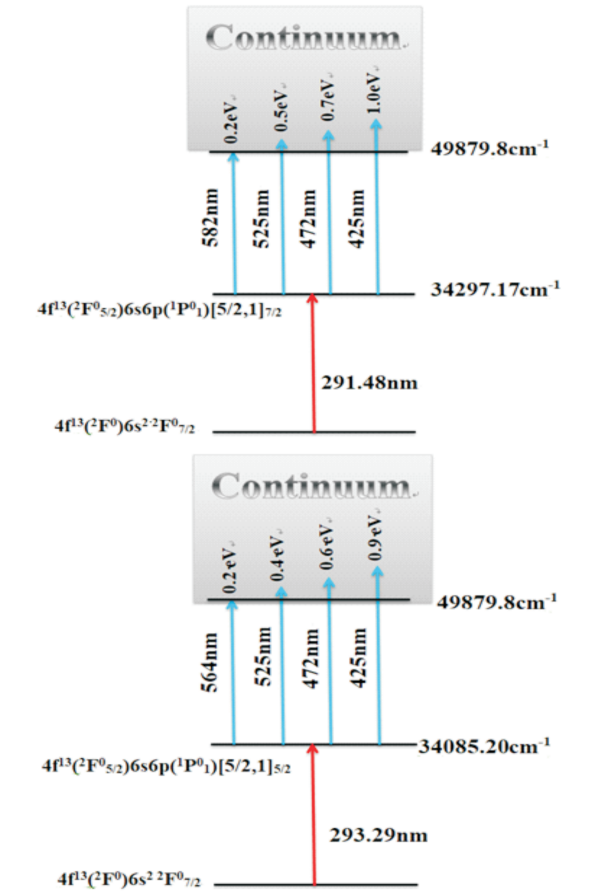 Continuum
0.2eV 0.5eV 0.7eV 1.0eV
49879.8cm⁻¹
582nm 525nm 472nm 425nm
34297.17cm⁻¹
4f¹³(²F⁰₅/₂)6s6p(¹P⁰₁)[5/2,1]₇/₂
291.48nm
4f¹³(²F⁰)6s² ²F⁰₇/₂
Continuum
0.2eV 0.4eV 0.6eV 0.9eV
49879.8cm⁻¹
564nm 525nm 472nm 425nm
34085.20cm⁻¹
4f¹³(²F⁰₅/₂)6s6p(¹P⁰₁)[5/2,1]₅/₂
293.29nm
4f¹³(²F⁰)6s² ²F⁰₇/₂